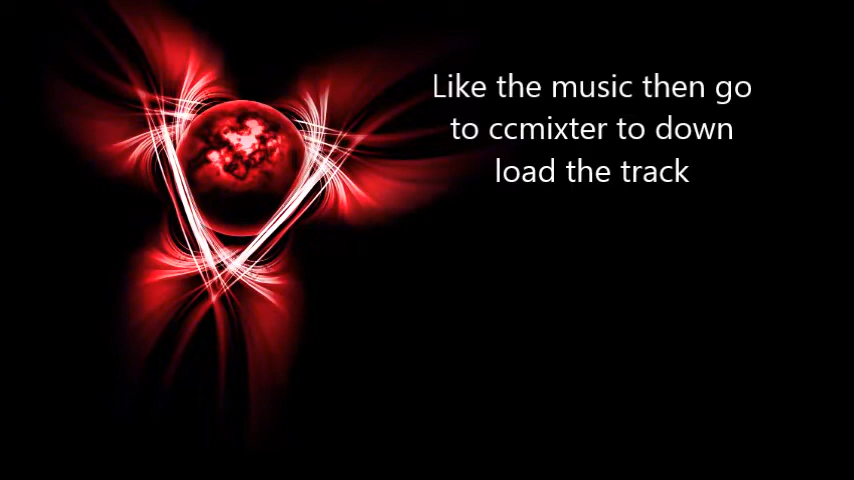 Like the music then go
to ccmixter to down
load the track